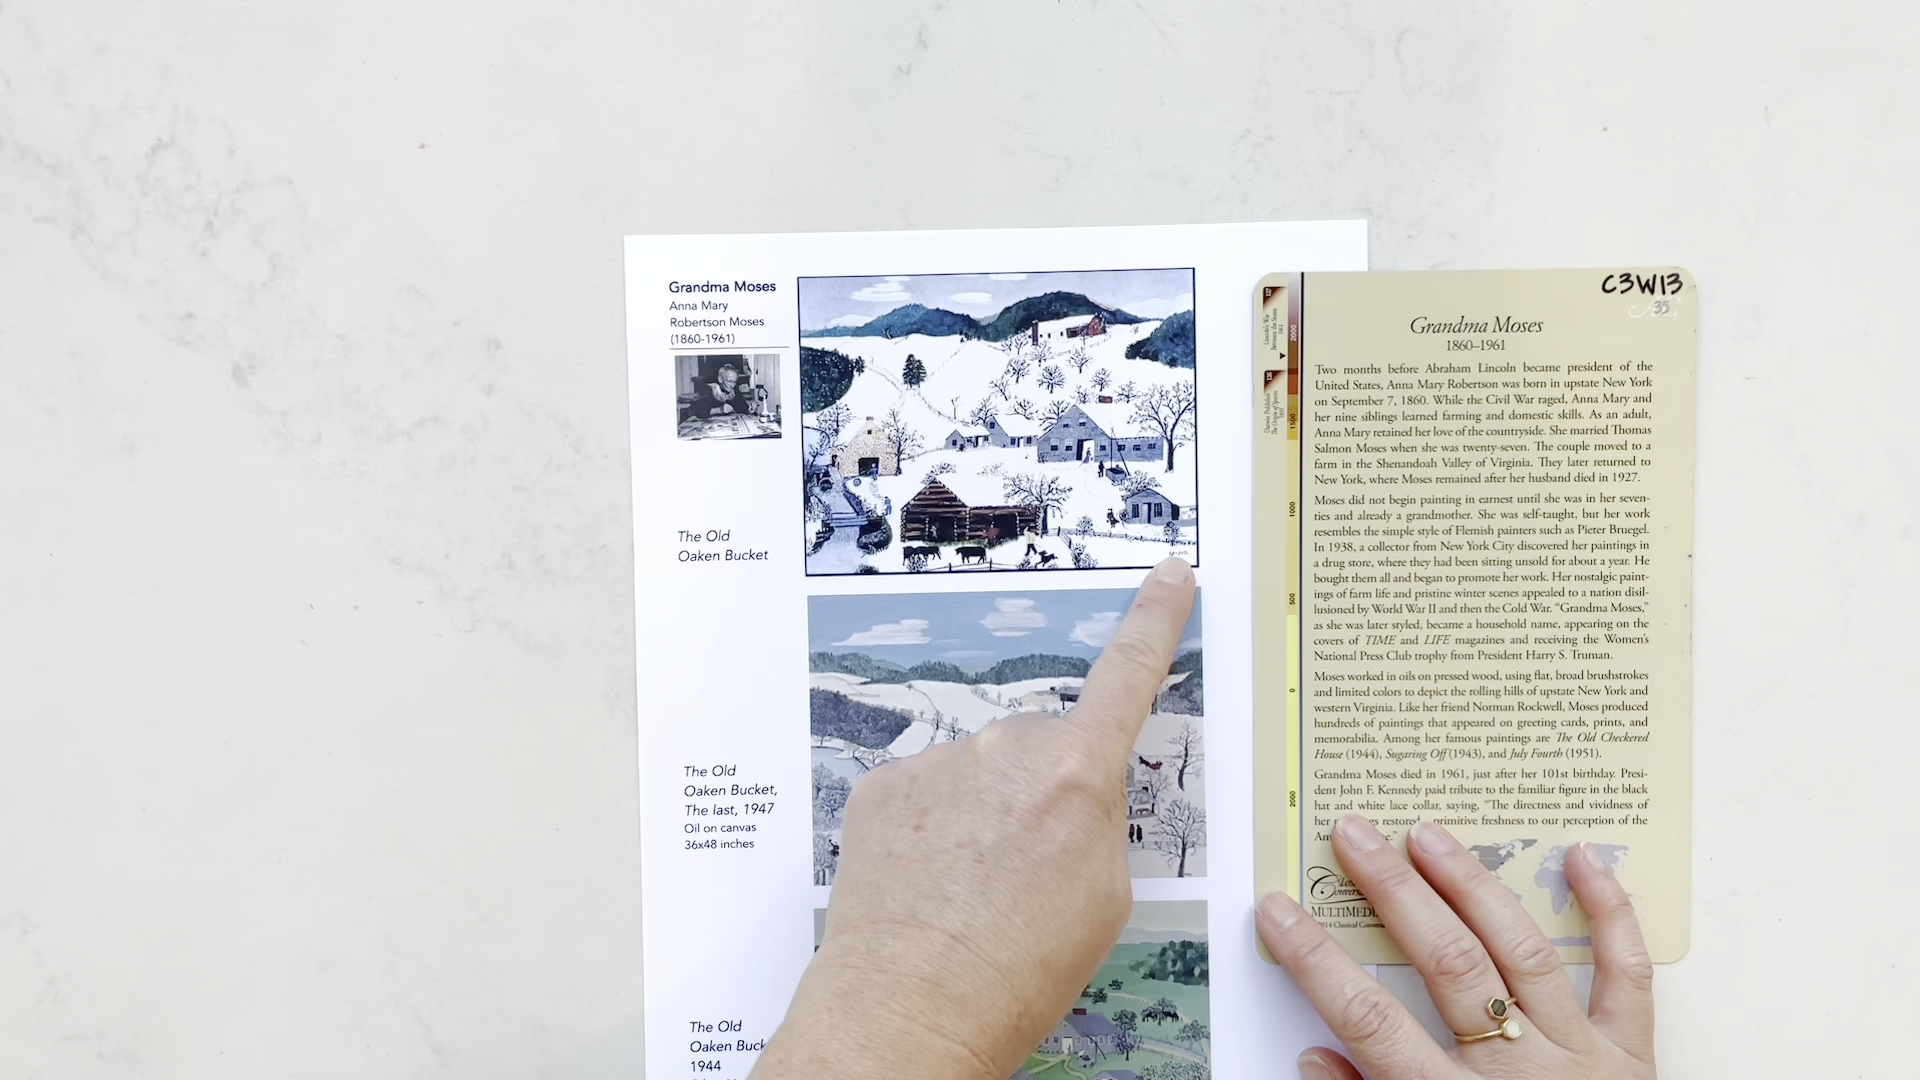 Grandma Moses
Anna Mary
Robertson Moses
(1860-1961)
The Old
Oaken Bucket
The Old
Oaken Bucket,
The last, 1947
Oil on canvas
36x48 inches
The Old
Oaken
1944
C3W13
35
Grandma Moses
1860–1961
Two months before Abraham Lincoln became president of the
United States, Anna Mary Robertson was born in upstate New York
on September 7, 1860. While the Civil War raged, Anna Mary and
her nine siblings learned farming and domestic skills. As an adult,
Anna Mary retained her love of the countryside. She married Thomas
Salmon Moses when she was twenty-seven. The couple moved to a
farm in the Shenandoah Valley of Virginia. They later returned to
New York, where Moses remained after her husband died in 1927.
Moses did not begin painting in earnest until she was in her seven-
ties and already a grandmother. She was self-taught, but her work
resembles the simple style of Flemish painters such as Pieter Bruegel.
In 1938, a collector from New York City discovered her paintings in
a drug store, where they had been sitting unsold for about a year. He
bought them all and began to promote her work. Her nostalgic paint-
ings of farm life and pristine winter scenes appealed to a nation disil-
lusioned by World War II and then the Cold War. “Grandma Moses,”
as she was later styled, became a household name, appearing on the
covers of TIME and LIFE magazines and receiving the Women’s
National Press Club trophy from President Harry S. Truman.
Moses worked in oils on pressed wood, using flat, broad brushstrokes
and limited colors to depict the rolling hills of upstate New York and
western Virginia. Like her friend Norman Rockwell, Moses produced
hundreds of paintings that appeared on greeting cards, prints, and
memorabilia. Among her famous paintings are The Old Checkered
House (1944), Sugaring Off (1943), and July Fourth (1951).
Grandma Moses died in 1961, just after her 101st birthday. Presi-
dent John F. Kennedy paid tribute to the familiar figure in the black
hat and white lace collar, saying, “The directness and vividness of
her restored primitive freshness to our perception of the
2000
1500
1000
500
0
2000